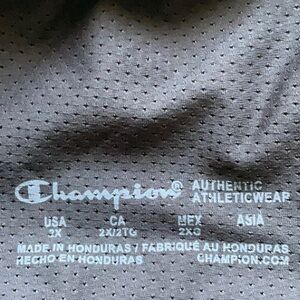 Champion® AUTHENTIC
ATHLETICWEAR
USA CA MEX ASIA
2X 2X/2TG 2XG
MADE IN HONDURAS / FABRIQUÉ AU HONDURAS
HECHO EN HONDURAS CHAMPION.COM